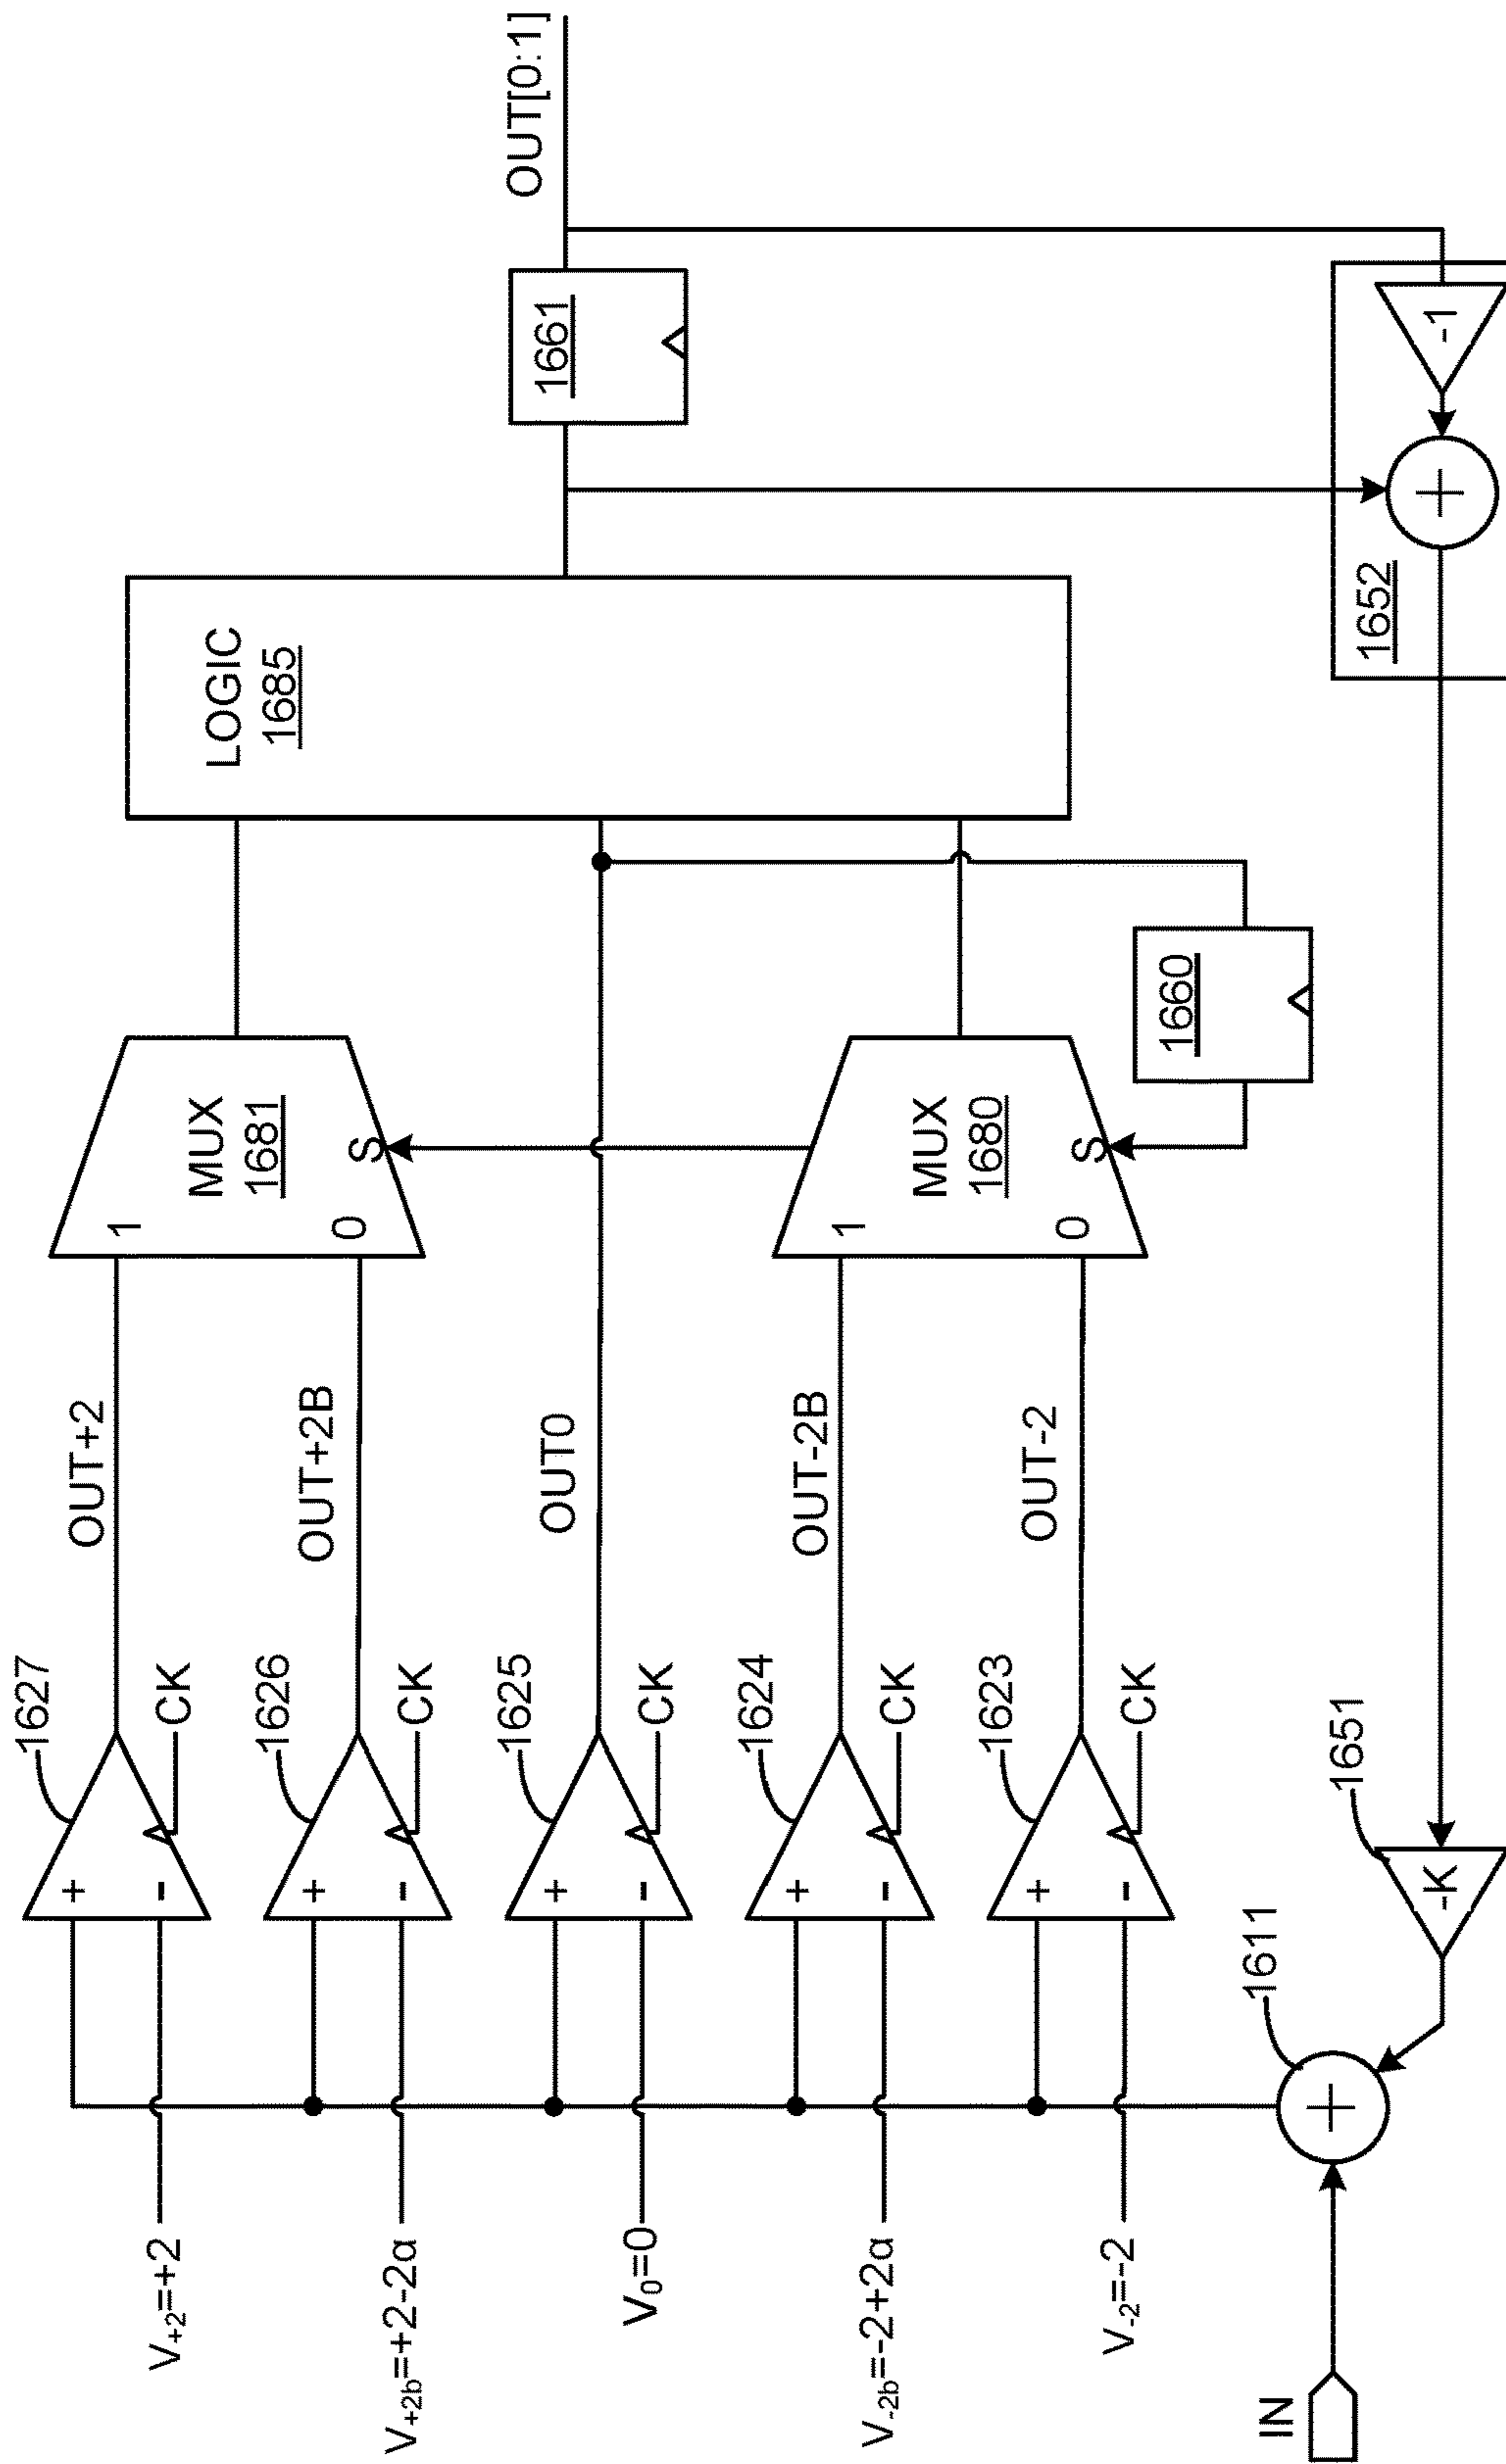 1627
V₊₂=+2
CK
OUT+2
1
MUX
1681
0
S
1626
V₊₂b=+2-2α
CK
OUT+2B
LOGIC
1685
1625
V₀=0
CK
OUT0
1661
OUT[0:1]
1624
V₋₂b=-2+2α
CK
OUT-2B
1
MUX
1680
0
S
1623
V₋₂=-2
CK
OUT-2
1660
IN
1611
1651
-K
1652
-1
+
-
+
-
+
-
+
-
+
-
+
+